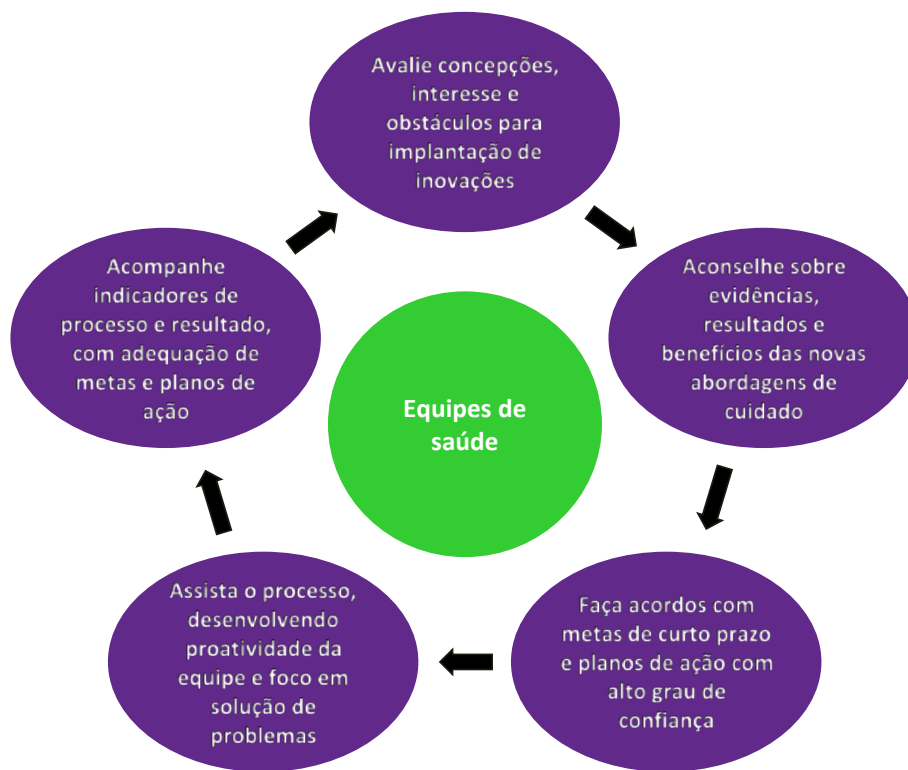 Avalie concepções,
interesse e
obstáculos para
implantação de
inovações
Aconselhe sobre
evidências,
resultados e
benefícios das novas
abordagens de
cuidado
Faça acordos com
metas de curto prazo
e planos de ação com
alto grau de
confiança
Assista o processo,
desenvolvendo
proatividade da
equipe e foco em
solução de
problemas
Acompanhe
indicadores de
processo e resultado,
com adequação de
metas e planos de
ação
Equipes de
saúde